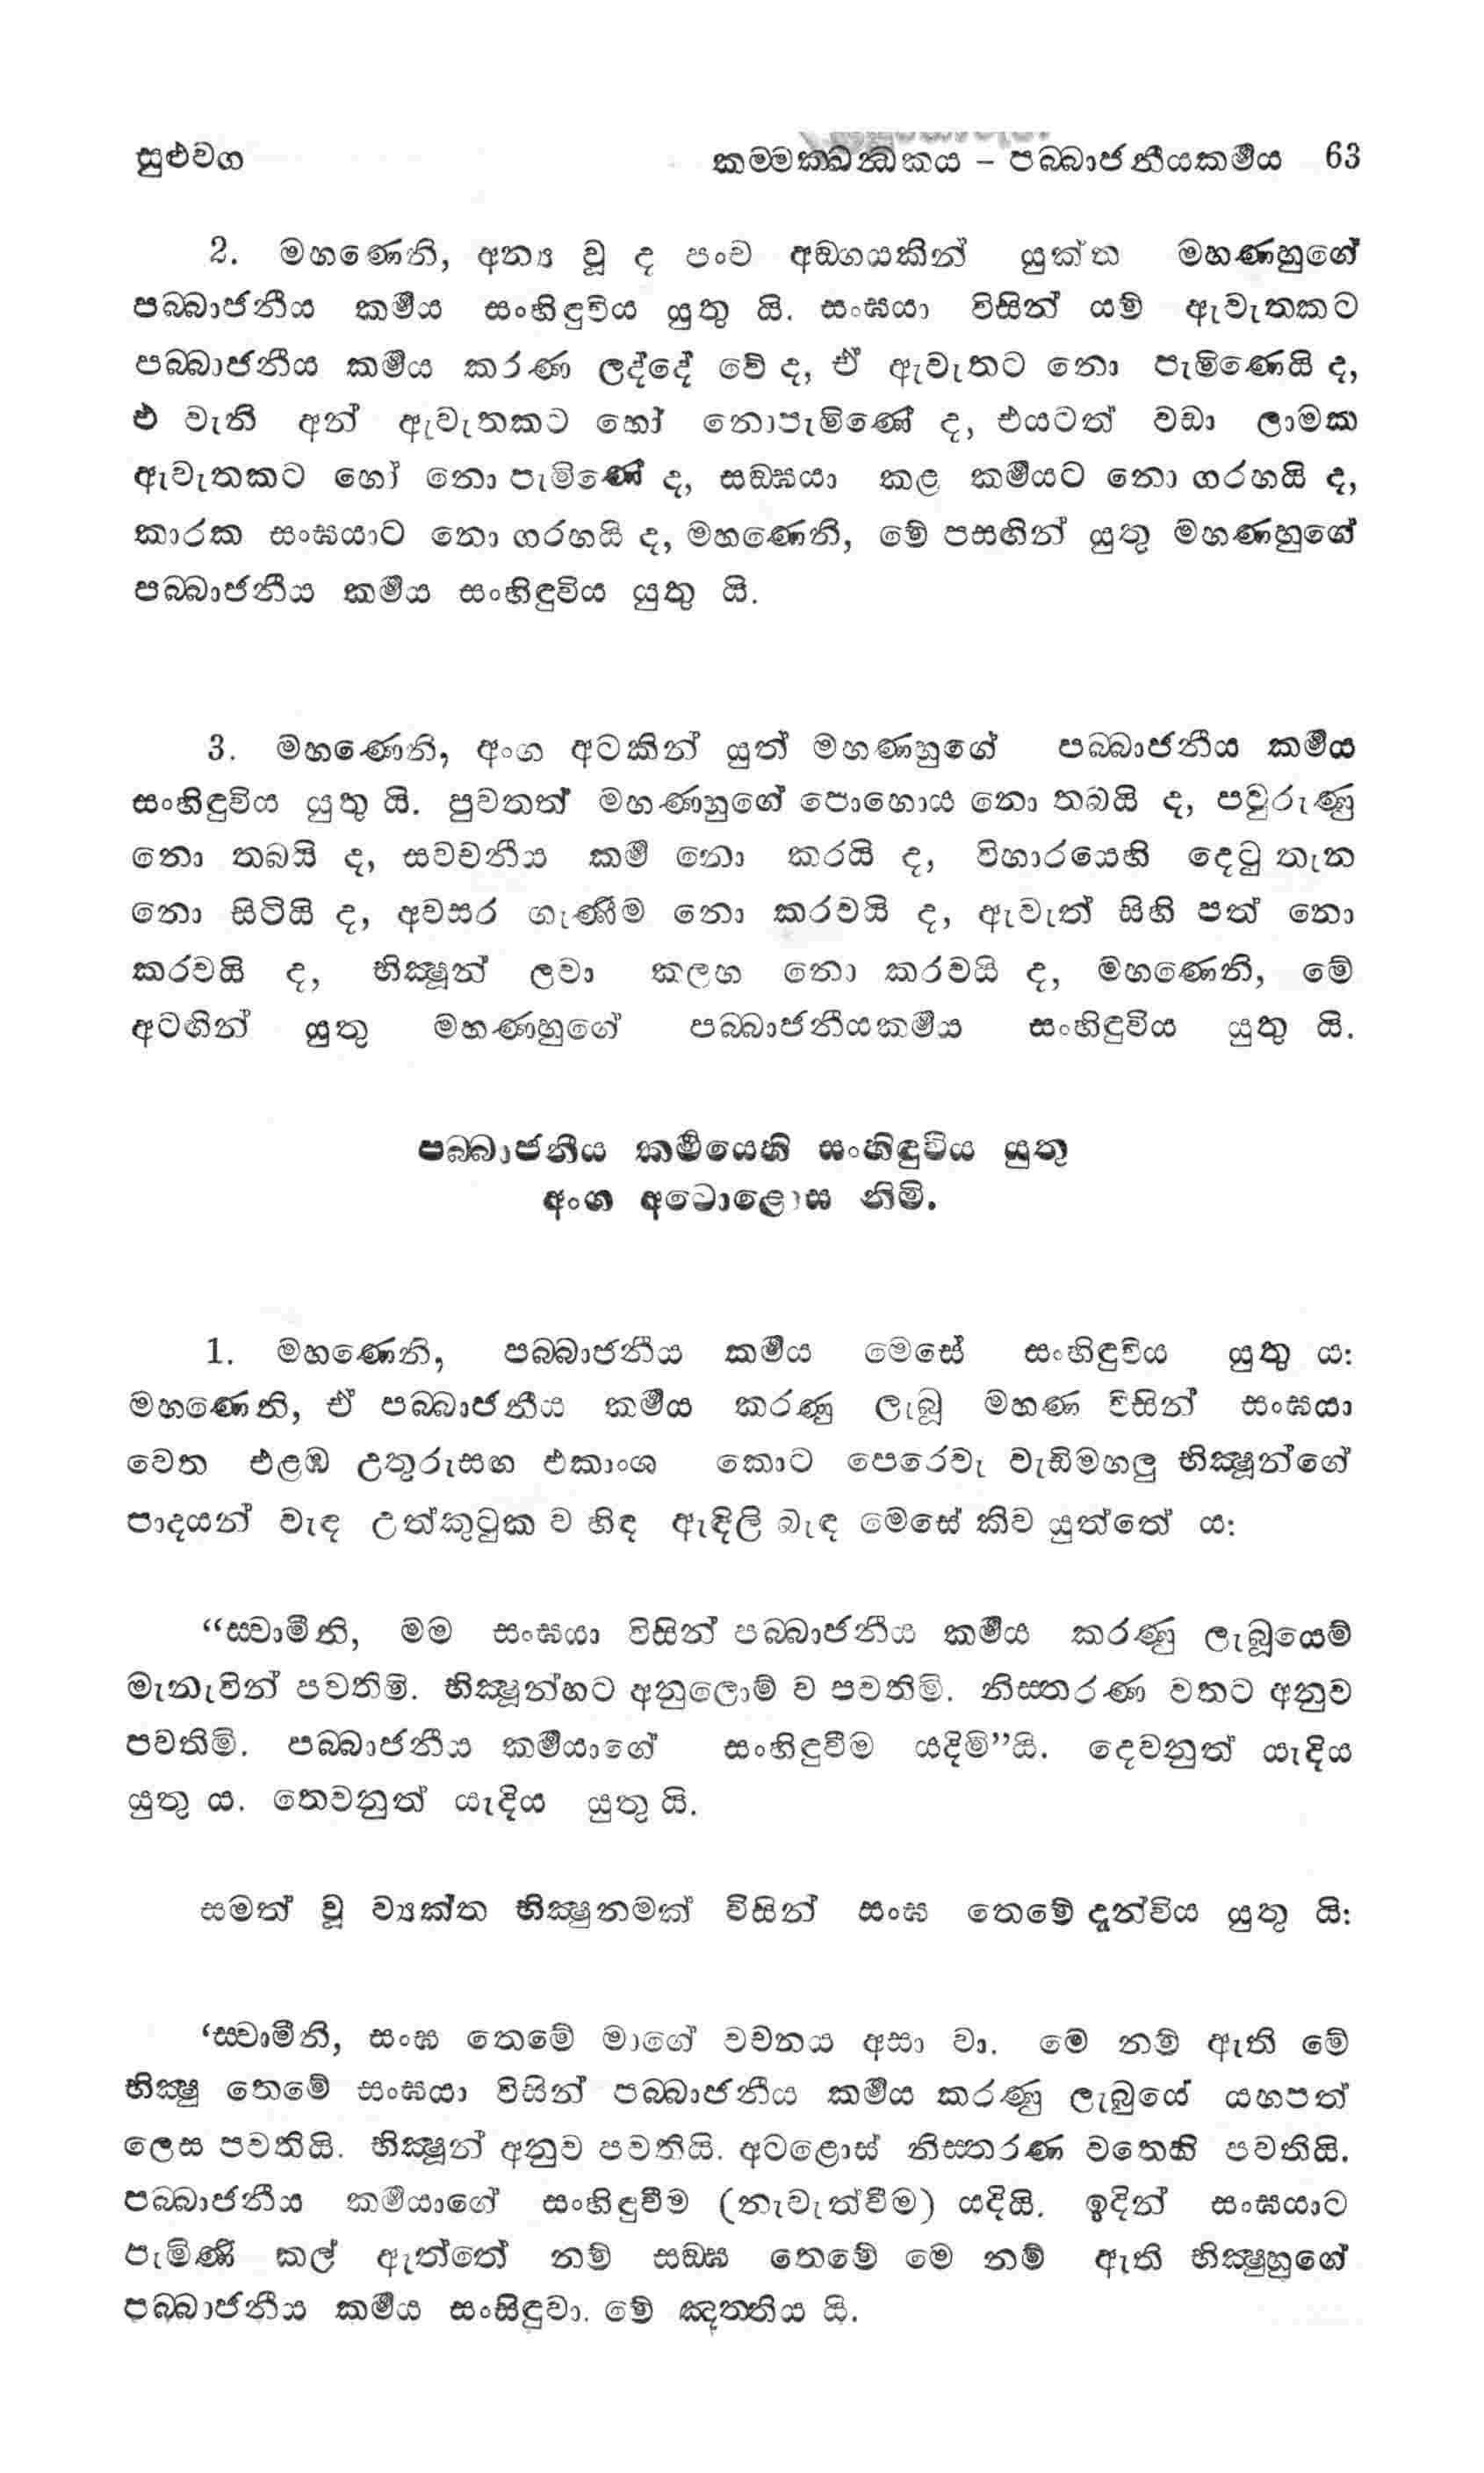 සුළුවග කම්මක්ඛන්ධකය – පබ්බාජනීයකර්‍මය 63
2. මහණෙනි, අන්‍ය වූ ද පංච අඞ්ගයකින් යුක්ත මහණහුගේ
පබ්බාජනීය කර්‍මය සංහිඳුවිය යුතු යි. සංඝයා විසින් යම් ඇවැතකට
පබ්බාජනීය කර්‍මය කරණ ලද්දේ වේ ද, ඒ ඇවැතට නො පැමිණෙයි ද,
එ වැනි අන් ඇවැතකට හෝ නොපැමිණේ ද, එයටත් වඩා ලාමක
ඇවැතකට හෝ නො පැමිණේ ද, සඞ්ඝයා කළ කර්‍මයට නො ගරහයි ද,
කාරක සංඝයාට නො ගරහයි ද, මහණෙනි, මේ පසඟින් යුතු මහණහුගේ
පබ්බාජනීය කර්‍මය සංහිඳුවිය යුතු යි.
3. මහණෙනි, අංග අටකින් යුත් මහණහුගේ පබ්බාජනීය කර්‍මය
සංහිඳුවිය යුතු යි. ප්‍රවතත් මහණහුගේ පොහොය නො තබයි ද, පවුරුණු
නො තබයි ද, සවචනීය කර්‍ම නො කරයි ද, විහාරයෙහි දෙටු තැන
නො සිටියි ද, අවසර ගැණීම නො කරවයි ද, ඇවැත් සිහි පත් නො
කරවයි ද, භික්‍ෂූන් ලවා කලහ නො කරවයි ද, මහණෙනි, මේ
අටඟින් යුතු මහණහුගේ පබ්බාජනීයකර්‍මය සංහිඳුවිය යුතු යි.
පබ්බාජනීය කර්‍මයෙහි සංහිඳුවිය යුතු
අංග අටොළොස නිමි.
1. මහණෙනි, පබ්බාජනීය කර්‍මය මෙසේ සංහිඳුවිය යුතු ය:
මහණෙනි, ඒ පබ්බාජනීය කර්‍මය කරණු ලැබූ මහණ විසින් සංඝයා
වෙත එළඹ උතුරුසඟ එකාංශ කොට පෙරෙවැ වැඩිමහලු භික්‍ෂූන්ගේ
පාදයන් වැඳ උත්කුටුක ව හිඳ ඇඳිලි බැඳ මෙසේ කිව යුත්තේ ය:
“ස්වාමීනි, මම සංඝයා විසින් පබ්බාජනීය කර්‍මය කරණු ලැබූයෙම්
මැනැවින් පවතිමි. භික්‍ෂූන්හට අනුලොම් ව පවතිමි. නිස්තරණ වතට අනුව
පවතිමි. පබ්බාජනීය කර්‍මයාගේ සංහිඳුවීම යදිමි”යි. දෙවනුත් යැදිය
යුතු ය. තෙවනුත් යැදිය යුතු යි.
සමත් වූ ව්‍යක්ත භික්‍ෂුනමක් විසින් සංඝ තෙමේ දැන්විය යුතු යි:
‘ස්වාමීනි, සංඝ තෙමේ මාගේ වචනය අසා වා. මේ නම් ඇති මේ
භික්‍ෂු තෙමේ සංඝයා විසින් පබ්බාජනීය කර්‍මය කරණු ලැබුයේ යහපත්
ලෙස පවතියි. භික්‍ෂූන් අනුව පවතියි. අටළොස් නිස්තරණ වතෙහි පවතියි.
පබ්බාජනීය කර්‍මයාගේ සංහිඳුවීම (නැවැත්වීම) යදියි. ඉදින් සංඝයාට
පැමිණි කල් ඇත්තේ නම් සඞ්ඝ තෙමේ මේ නම් ඇති භික්‍ෂුහුගේ
පබ්බාජනීය කර්‍මය සංසිඳුවා. මේ ඤත්තිය යි.